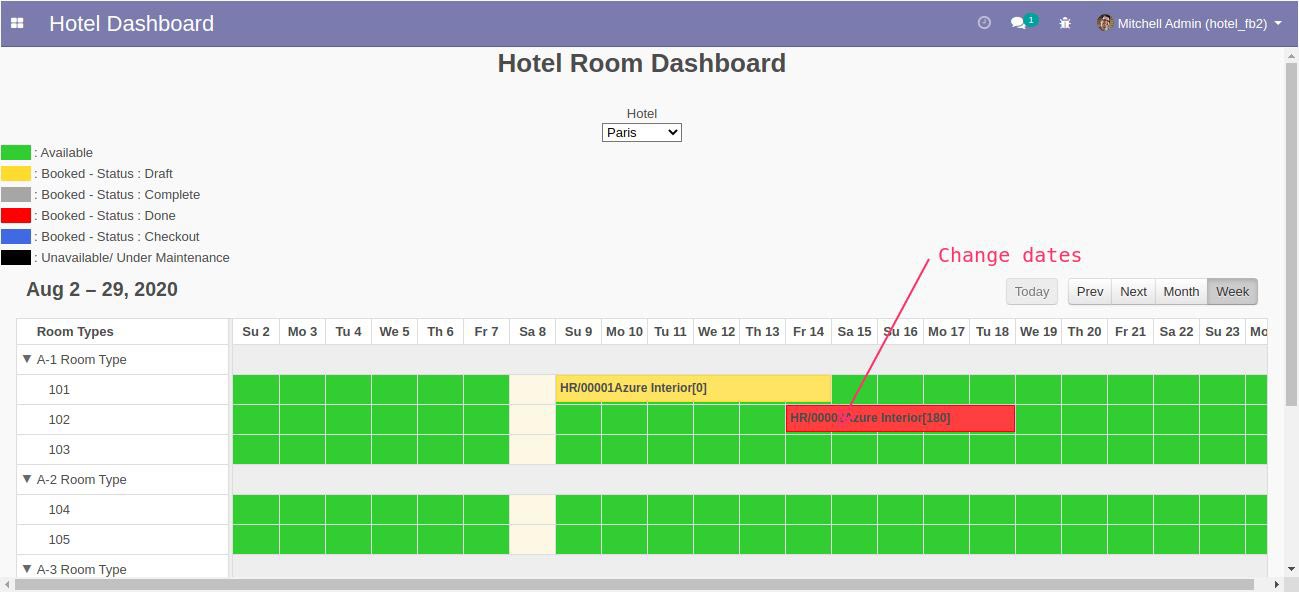 Hotel Dashboard
1
Mitchell Admin (hotel_fb2)
Hotel Room Dashboard
Hotel
Paris
: Available
: Booked - Status : Draft
: Booked - Status : Complete
: Booked - Status : Done
: Booked - Status : Checkout
: Unavailable/ Under Maintenance
Change dates
Aug 2 – 29, 2020
Today Prev Next Month Week
Room Types Su 2 Mo 3 Tu 4 We 5 Th 6 Fr 7 Sa 8 Su 9 Mo 10 Tu 11 We 12 Th 13 Fr 14 Sa 15 Su 16 Mo 17 Tu 18 We 19 Th 20 Fr 21 Sa 22 Su 23 Mo
A-1 Room Type
101 HR/00001Azure Interior[0]
102 Interior[180]
103
A-2 Room Type
104
105
A-3 Room Type